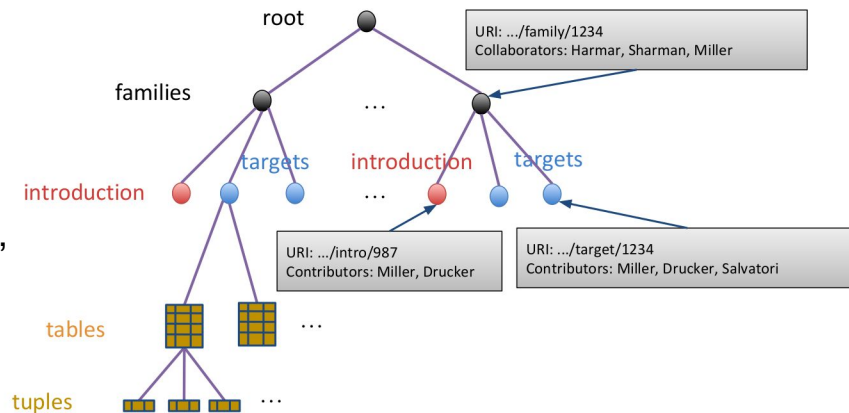 root
URI: .../family/1234
Collaborators: Harmar, Sharman, Miller
families
...
targets
introduction
targets
introduction
...
,
URI: .../intro/987
Contributors: Miller, Drucker
URI: .../target/1234
Contributors: Miller, Drucker, Salvatori
tables
...
tuples
...